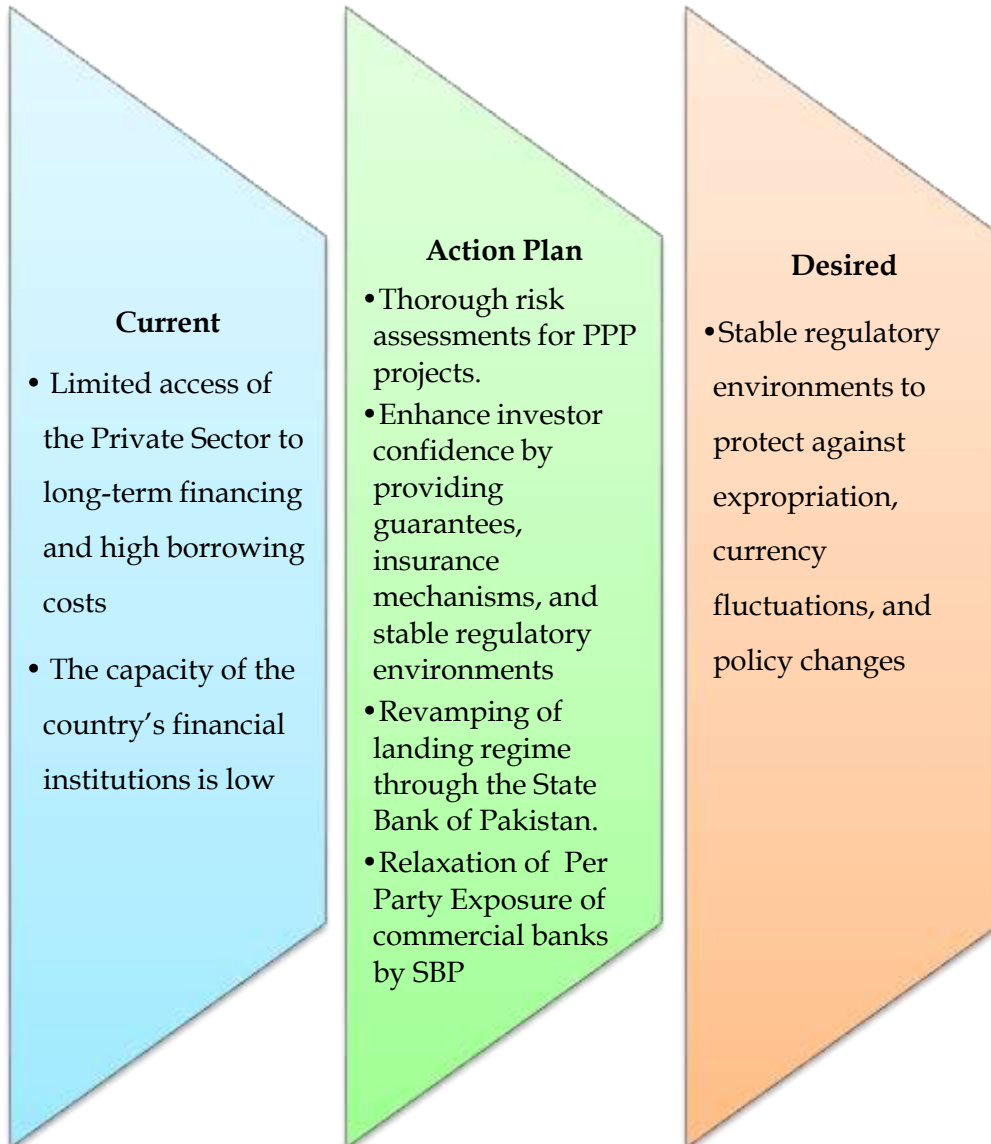 Current
• Limited access of
the Private Sector to
long-term financing
and high borrowing
costs
• The capacity of the
country’s financial
institutions is low
Action Plan
•Thorough risk
assessments for PPP
projects.
•Enhance investor
confidence by
providing
guarantees,
insurance
mechanisms, and
stable regulatory
environments
•Revamping of
landing regime
through the State
Bank of Pakistan.
•Relaxation of Per
Party Exposure of
commercial banks
by SBP
Desired
•Stable regulatory
environments to
protect against
expropriation,
currency
fluctuations, and
policy changes